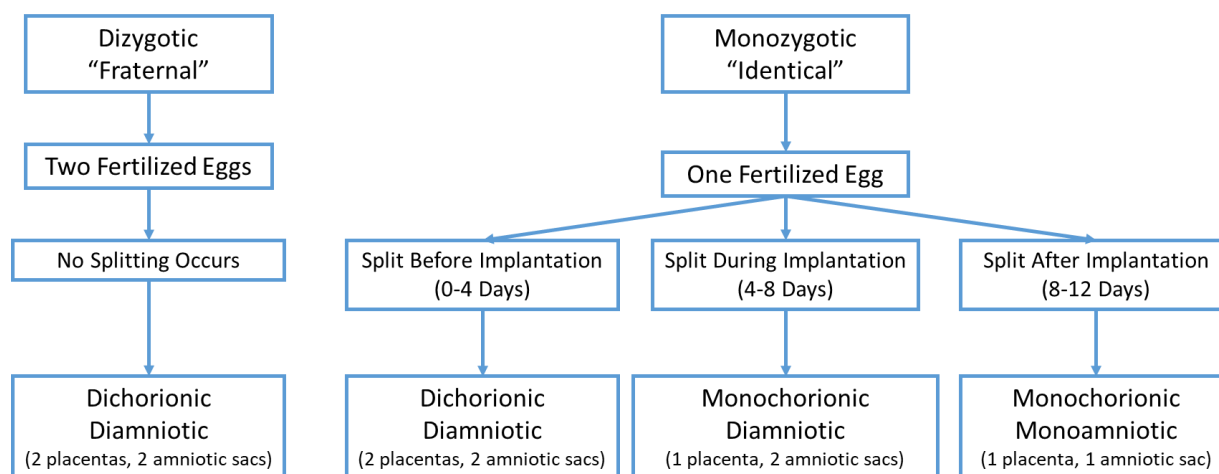 Dizygotic
“Fraternal”
Two Fertilized Eggs
No Splitting Occurs
Dichorionic
Diamniotic
(2 placentas, 2 amniotic sacs)
Monozygotic
“Identical”
One Fertilized Egg
Split Before Implantation
(0-4 Days)
Dichorionic
Diamniotic
(2 placentas, 2 amniotic sacs)
Split During Implantation
(4-8 Days)
Monochorionic
Diamniotic
(1 placenta, 2 amniotic sacs)
Split After Implantation
(8-12 Days)
Monochorionic
Monoamniotic
(1 placenta, 1 amniotic sac)